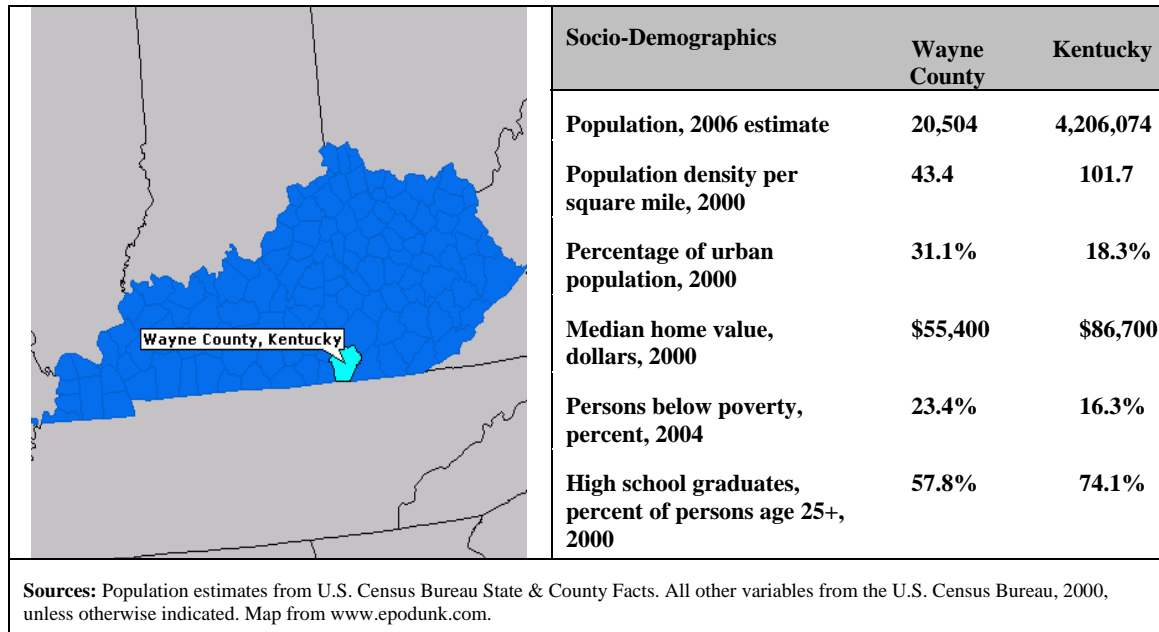 Wayne County, Kentucky
Socio-Demographics
Wayne
County
Kentucky
Population, 2006 estimate 20,504 4,206,074
Population density per 43.4 101.7
square mile, 2000
Percentage of urban 31.1% 18.3%
population, 2000
Median home value, $55,400 $86,700
dollars, 2000
Persons below poverty, 23.4% 16.3%
percent, 2004
High school graduates, 57.8% 74.1%
percent of persons age 25+,
2000
Sources: Population estimates from U.S. Census Bureau State & County Facts. All other variables from the U.S. Census Bureau, 2000,
unless otherwise indicated. Map from www.epodunk.com.